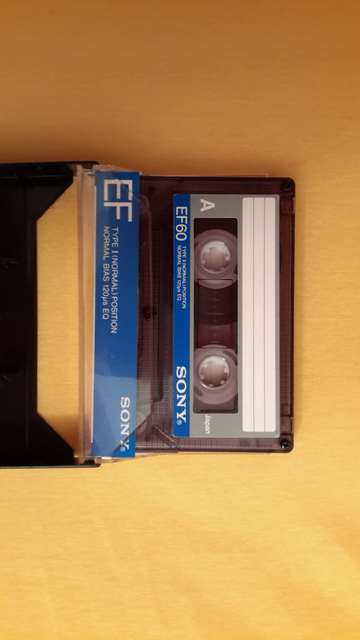 EF
TYPE I (NORMAL) POSITION
NORMAL BIAS 120μs EQ
SONY®
A
EF60
TYPE I (NORMAL) POSITION
NORMAL BIAS 120μs EQ
SONY®
Japan